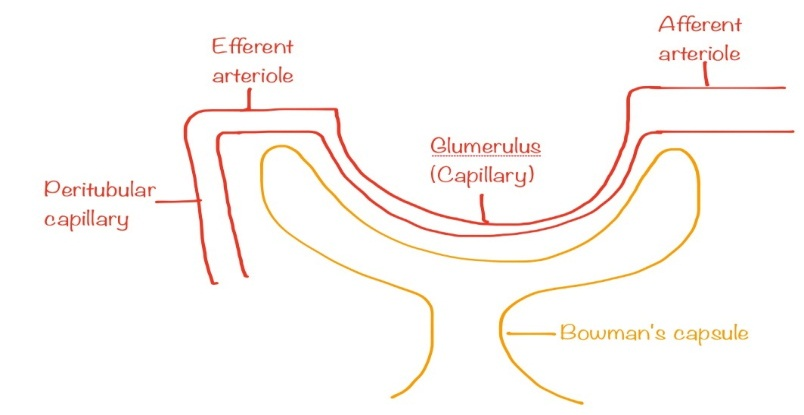 Efferent
arteriole
Afferent
arteriole
Glumerulus
(Capillary)
Peritubular
capillary
Bowman's capsule